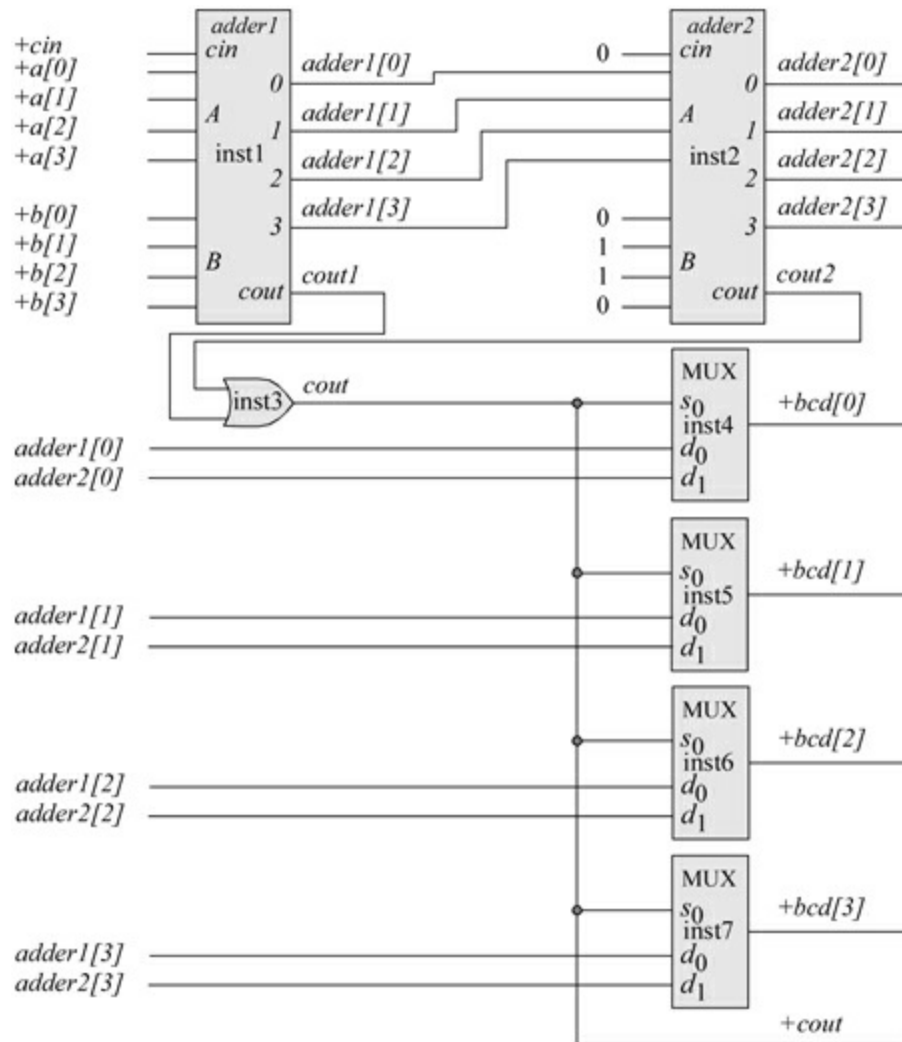 adder1
adder2
+cin
cin
0
cin
+a[0]
0
adder1[0]
0
adder2[0]
+a[1]
A
adder1[1]
A
adder2[1]
+a[2]
1
1
+a[3]
inst1
adder1[2]
inst2
adder2[2]
2
2
+b[0]
adder1[3]
0
adder2[3]
3
3
+b[1]
1
+b[2]
B
cout1
1
B
cout2
+b[3]
cout
0
cout
inst3
cout
MUX
s0
+bcd[0]
inst4
adder1[0]
d0
adder2[0]
d1
MUX
s0
+bcd[1]
inst5
adder1[1]
d0
adder2[1]
d1
MUX
s0
+bcd[2]
inst6
adder1[2]
d0
adder2[2]
d1
MUX
s0
+bcd[3]
inst7
adder1[3]
d0
adder2[3]
d1
+cout